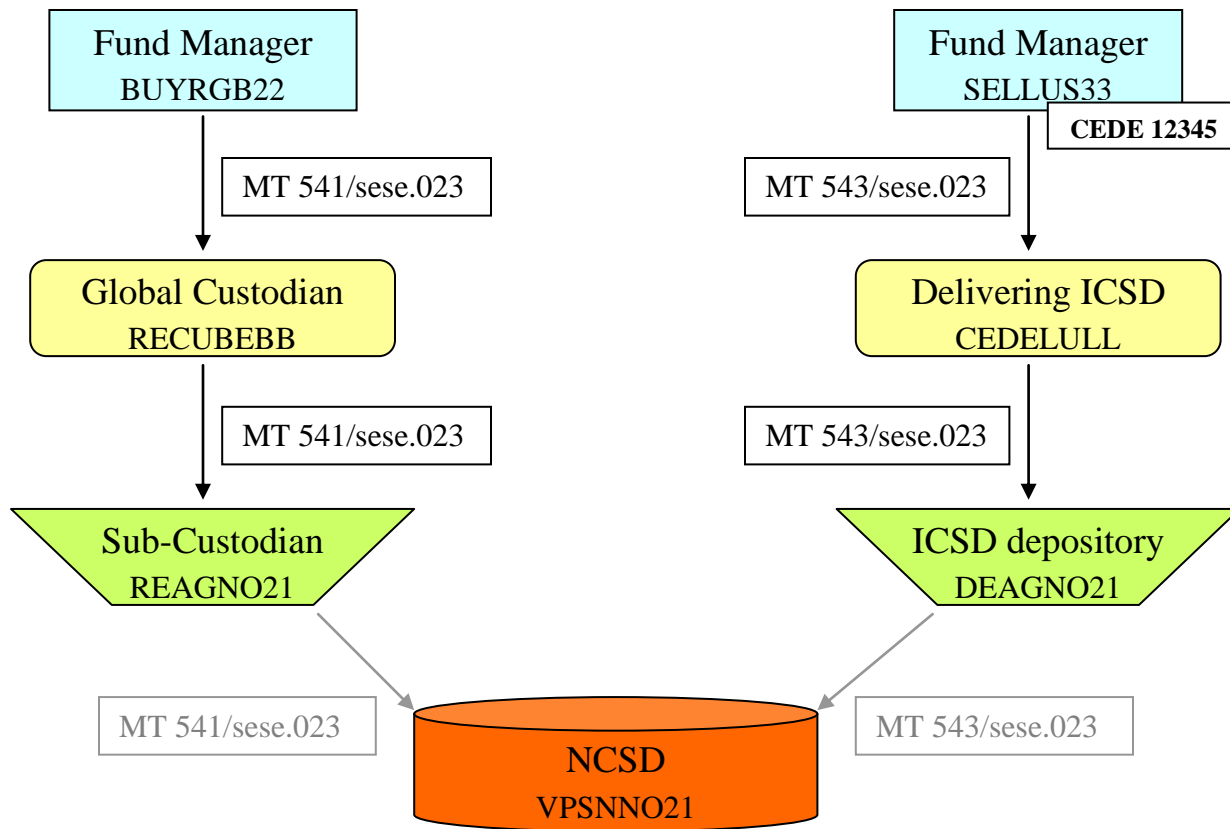 Fund Manager
BUYRGB22
Fund Manager
SELLUS33
CEDE 12345
MT 541/sese.023
MT 543/sese.023
Global Custodian
RECUBEBB
Delivering ICSD
CEDELULL
MT 541/sese.023
MT 543/sese.023
Sub-Custodian
REAGNO21
ICSD depository
DEAGNO21
MT 541/sese.023
MT 543/sese.023
NCSD
VPSNNO21